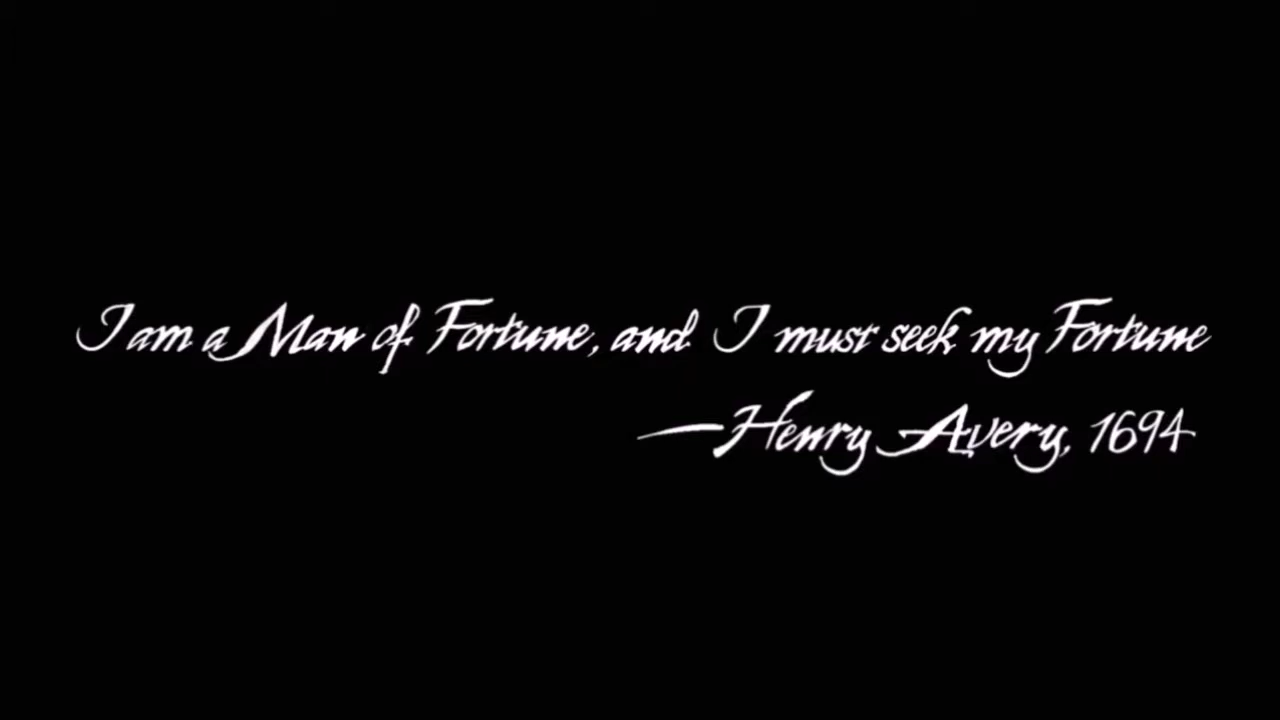 I am a Man of Fortune, and I must seek my Fortune
—Henry Avery, 1694